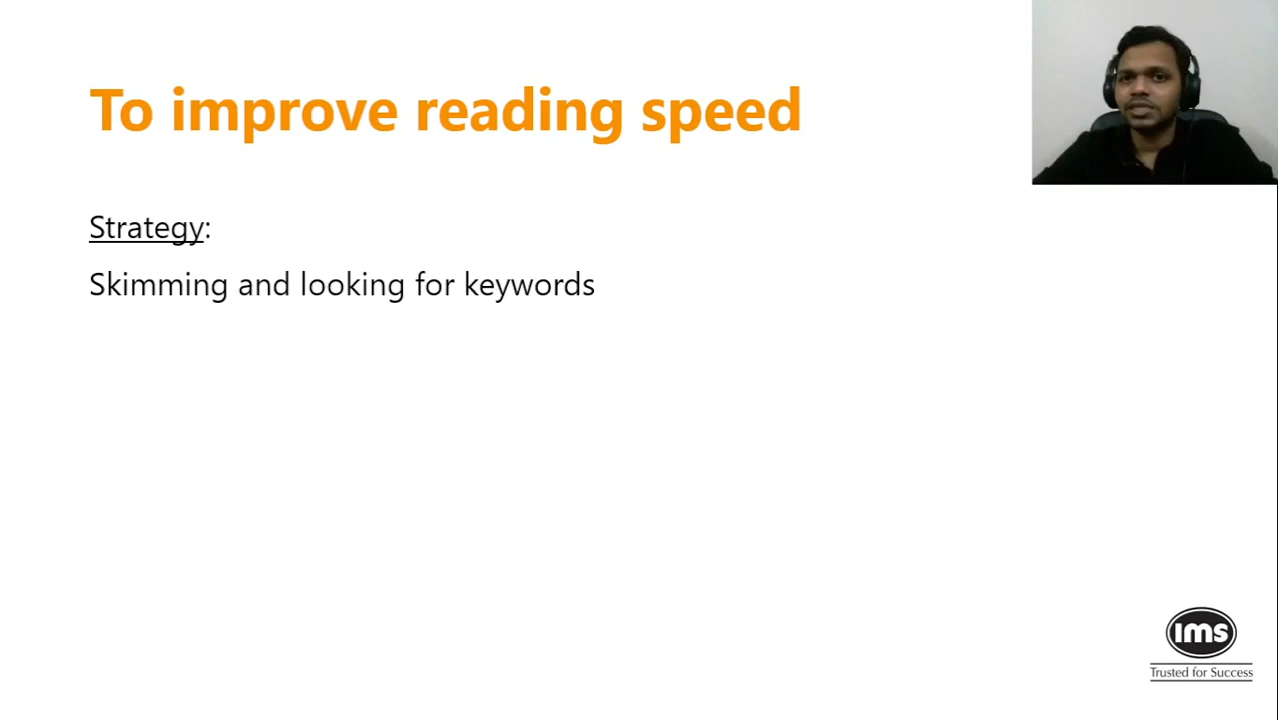 To improve reading speed
Strategy:
Skimming and looking for keywords
ims
Trusted for Success